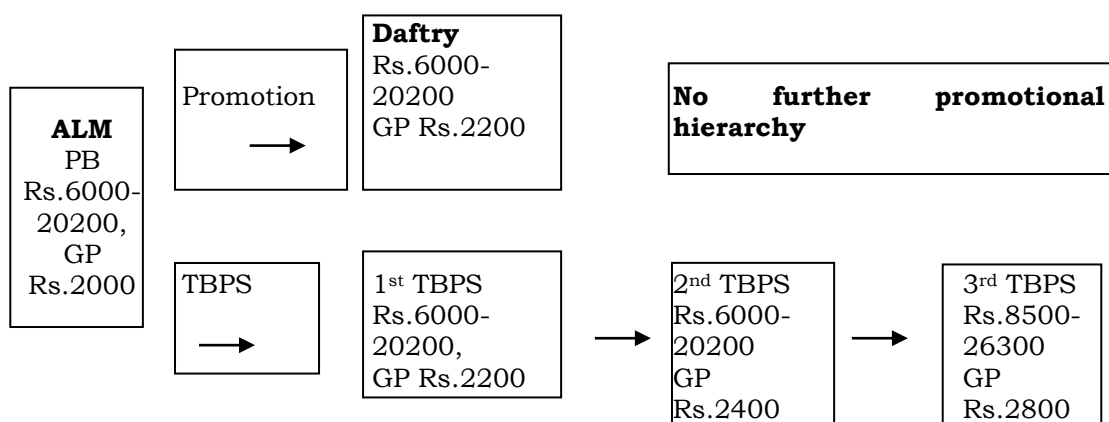 ALM
PB
Rs.6000-
20200,
GP
Rs.2000
Promotion
Daftry
Rs.6000-
20200
GP Rs.2200
No further promotional
hierarchy
TBPS
1st TBPS
Rs.6000-
20200,
GP Rs.2200
2nd TBPS
Rs.6000-
20200
GP
Rs.2400
3rd TBPS
Rs.8500-
26300
GP
Rs.2800